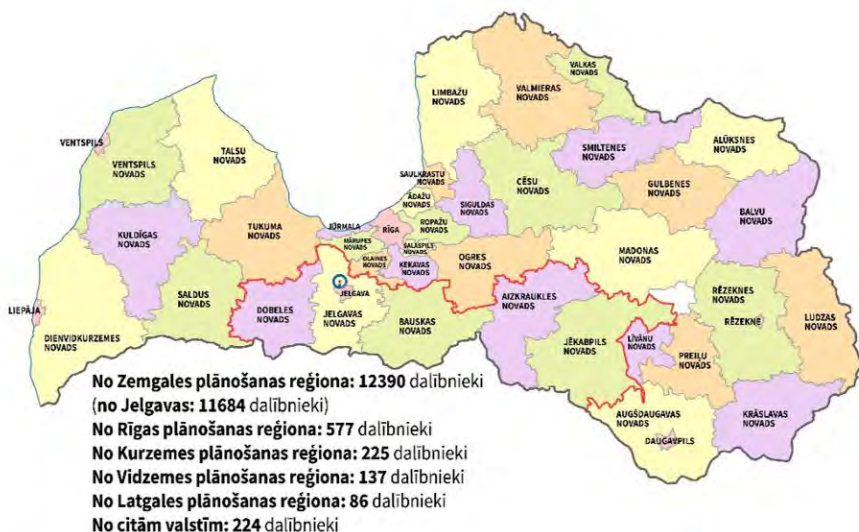 LIMBAŽU
NOVADS
VALMIERAS
NOVADS
VALKAS
NOVADS
SMILTENES
NOVADS
ALŪKSNES
NOVADS
VENTSPILS
VENTSPILS
NOVADS
TALSU
NOVADS
SAULKRASTU
NOVADS
CĒSU
NOVADS
GULBENES
NOVADS
ĀDAŽU
NOVADS
SIGULDAS
NOVADS
BALVU
NOVADS
KULDĪGAS
NOVADS
TUKUMA
NOVADS
JŪRMALA
RĪGA
ROPAŽU
NOVADS
MĀRUPES
NOVADS
SALASPILS
NOVADS
OLAINES
NOVADS
ĶEKAVAS
NOVADS
OGRES
NOVADS
MADONAS
NOVADS
LIEPĀJA
DIENVIDKURZEMES
NOVADS
SALDUS
NOVADS
DOBELES
NOVADS
JELGAVA
JELGAVAS
NOVADS
BAUSKAS
NOVADS
AIZKRAUKLES
NOVADS
JĒKABPILS
NOVADS
LĪVĀNU
NOVADS
PREIĻU
NOVADS
RĒZEKNES
NOVADS
RĒZEKNE
LUDZAS
NOVADS
AUGŠDAUGAVAS
NOVADS
DAUGAVPILS
KRĀSLAVAS
NOVADS
No Zemgales plānošanas reģiona: 12390 dalībnieki
(no Jelgavas: 11684 dalībnieki)
No Rīgas plānošanas reģiona: 577 dalībnieki
No Kurzemes plānošanas reģiona: 225 dalībnieki
No Vidzemes plānošanas reģiona: 137 dalībnieki
No Latgales plānošanas reģiona: 86 dalībnieki
No citām valstīm: 224 dalībnieki